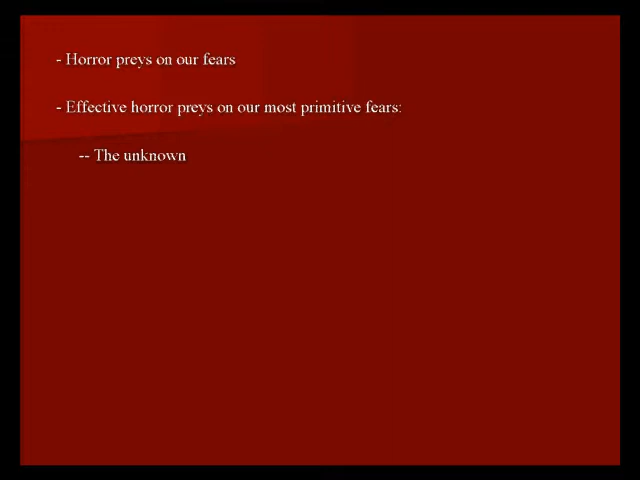 - Horror preys on our fears
- Effective horror preys on our most primitive fears:
-- The unknown